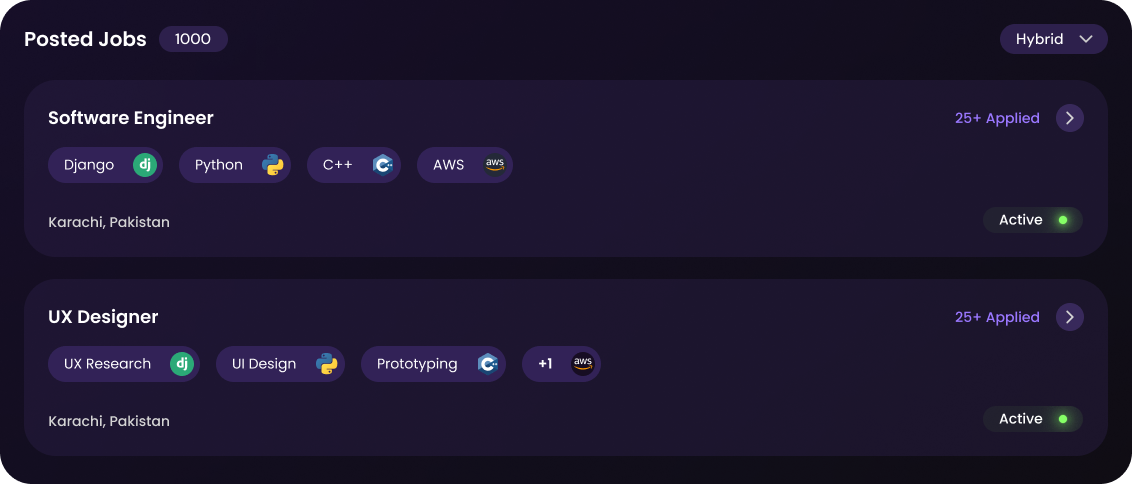 Posted Jobs 1000 Hybrid
Software Engineer 25+ Applied
Django dj Python C++ C++ AWS aws
Karachi, Pakistan Active
UX Designer 25+ Applied
UX Research dj UI Design Prototyping C++ +1 aws
Karachi, Pakistan Active